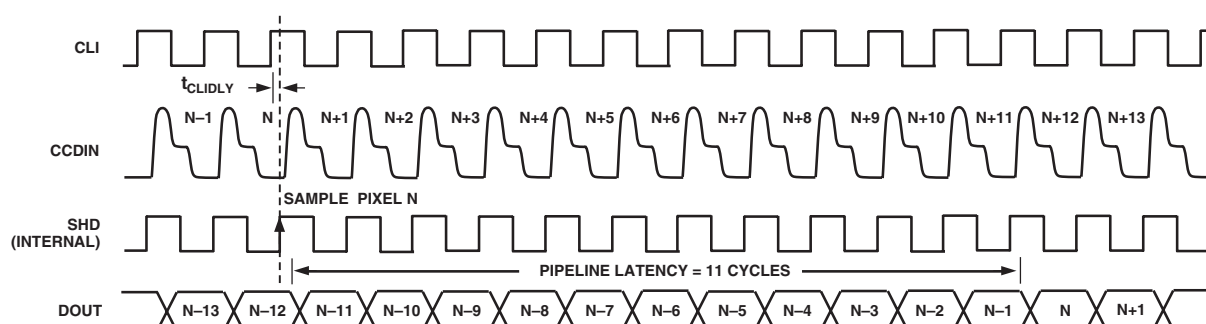 CLI
tCLIDLY
N–1 N N+1 N+2 N+3 N+4 N+5 N+6 N+7 N+8 N+9 N+10 N+11 N+12 N+13
CCDIN
SAMPLE PIXEL N
SHD
(INTERNAL)
PIPELINE LATENCY = 11 CYCLES
DOUT N–13 N–12 N–11 N–10 N–9 N–8 N–7 N–6 N–5 N–4 N–3 N–2 N–1 N N+1